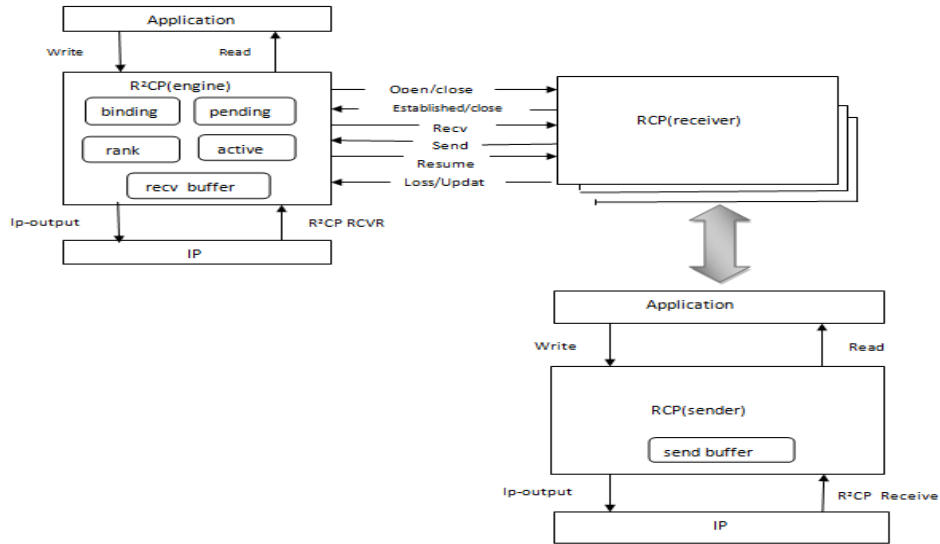 Application
Write
Read
R²CP(engine)
binding
pending
rank
active
recv buffer
Ip-output
R²CP RCVR
IP
Open/close
Established/close
Recv
Send
Resume
Loss/Updat
RCP(receiver)
Application
Write
Read
RCP(sender)
send buffer
Ip-output
R²CP Receive
IP